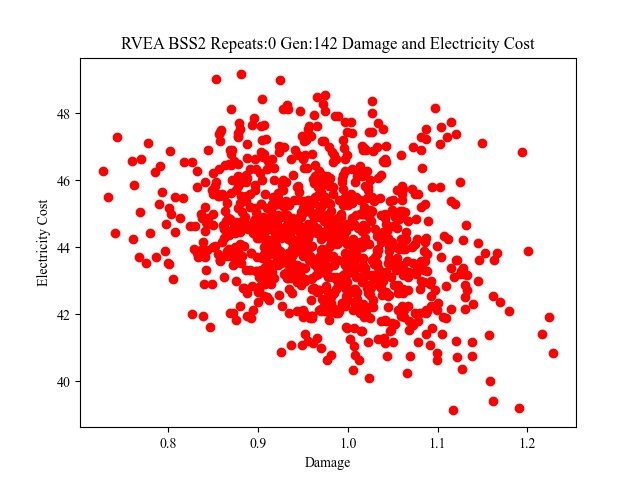 RVEA BSS2 Repeats:0 Gen:142 Damage and Electricity Cost
48
46
44
42
40
Electricity Cost
0.8 0.9 1.0 1.1 1.2
Damage